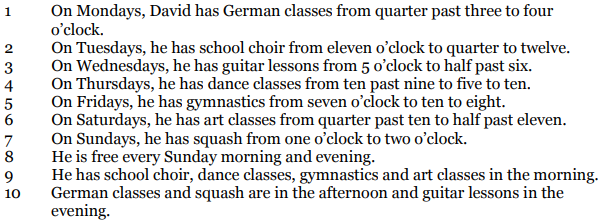 1 On Mondays, David has German classes from quarter past three to four
o'clock.
2 On Tuesdays, he has school choir from eleven o'clock to quarter to twelve.
3 On Wednesdays, he has guitar lessons from 5 o'clock to half past six.
4 On Thursdays, he has dance classes from ten past nine to five to ten.
5 On Fridays, he has gymnastics from seven o'clock to ten to eight.
6 On Saturdays, he has art classes from quarter past ten to half past eleven.
7 On Sundays, he has squash from one o'clock to two o'clock.
8 He is free every Sunday morning and evening.
9 He has school choir, dance classes, gymnastics and art classes in the morning.
10 German classes and squash are in the afternoon and guitar lessons in the
evening.